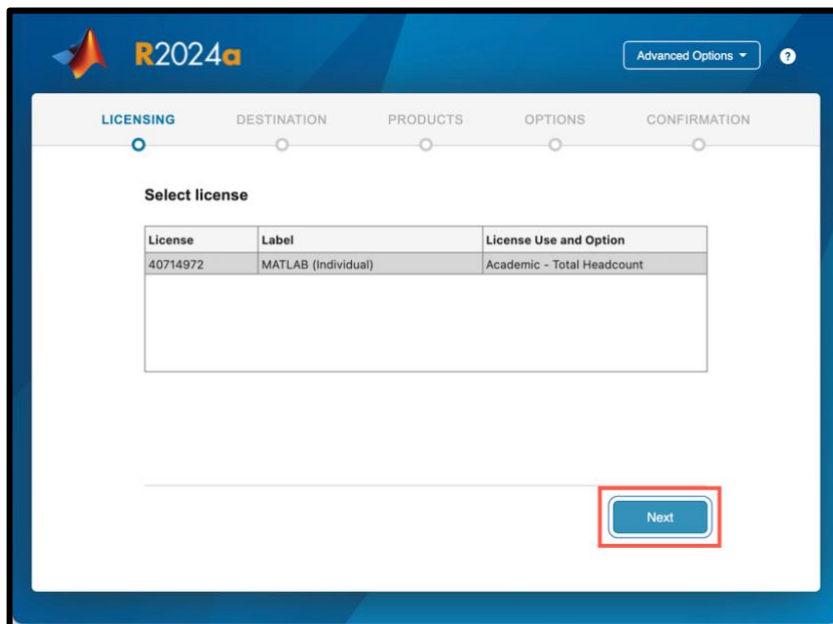 R2024a
Advanced Options
?
LICENSING DESTINATION PRODUCTS OPTIONS CONFIRMATION
Select license
License Label License Use and Option
40714972 MATLAB (Individual) Academic - Total Headcount
Next